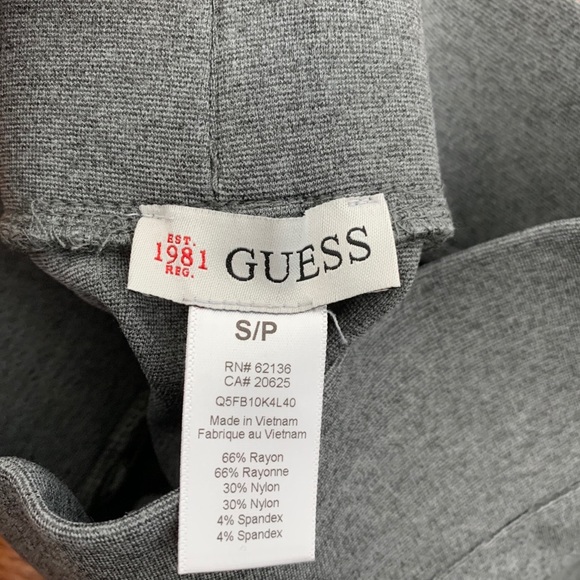 EST.
1981 GUESS
REG.
S/P
RN# 62136
CA# 20625
Q5FB10K4L40
Made in Vietnam
Fabrique au Vietnam
66% Rayon
66% Rayonne
30% Nylon
30% Nylon
4% Spandex
4% Spandex